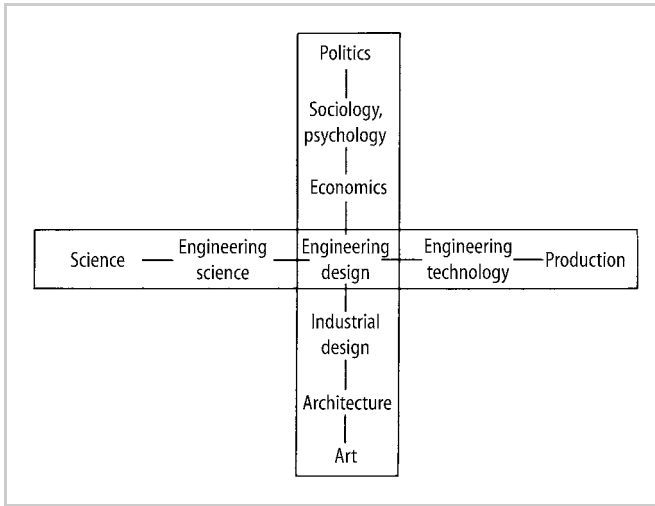 Politics
Sociology,
psychology
Economics
Science
Engineering
science
Engineering
design
Engineering
technology
Production
Industrial
design
Architecture
Art